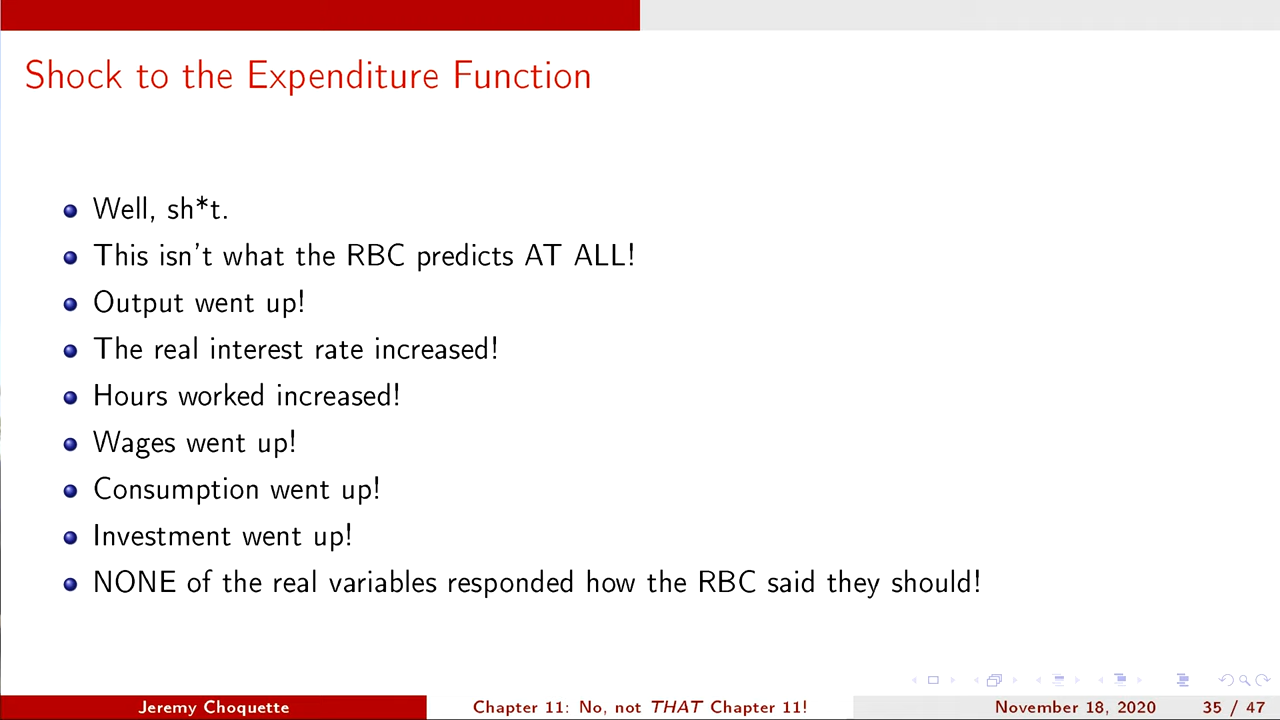 Shock to the Expenditure Function
Well, sh*t.
This isn't what the RBC predicts AT ALL!
Output went up!
The real interest rate increased!
Hours worked increased!
Wages went up!
Consumption went up!
Investment went up!
NONE of the real variables responded how the RBC said they should!
Jeremy Choquette Chapter 11: No, not THAT Chapter 11! November 18, 2020 35 / 47